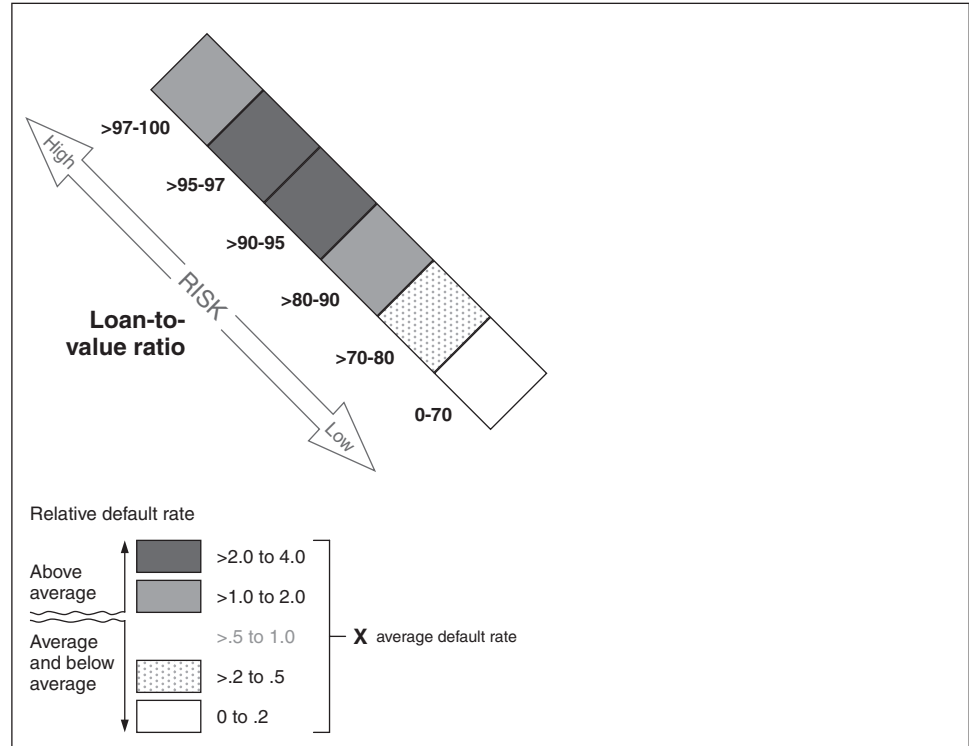 >97-100
High
>95-97
>90-95
RISK
>80-90
Loan-to-
value ratio
>70-80
0-70
Low
Relative default rate
Above
average
>2.0 to 4.0
>1.0 to 2.0
>.5 to 1.0
X average default rate
Average
and below
average
>.2 to .5
0 to .2